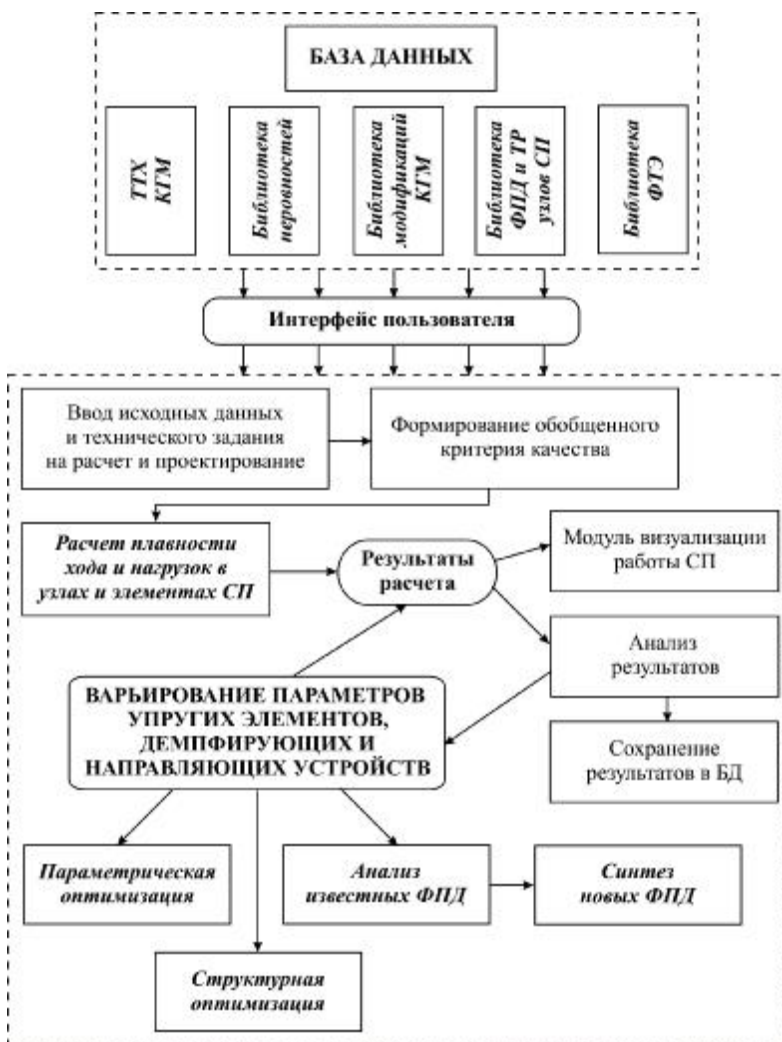 БАЗА ДАННЫХ
ТТХ
КГМ
Библиотека
неровностей
Библиотека
модификаций
КГМ
Библиотека
ФПД и ТР
узлов СП
Библиотека
ФТЭ
Интерфейс пользователя
Ввод исходных данных
и технического задания
на расчет и проектирование
Формирование обобщенного
критерия качества
Расчет плавности
хода и нагрузок в
узлах и элементах СП
Результаты
расчета
Модуль визуализации
работы СП
Анализ
результатов
ВАРЬИРОВАНИЕ ПАРАМЕТРОВ
УПРУГИХ ЭЛЕМЕНТОВ,
ДЕМПФИРУЮЩИХ И
НАПРАВЛЯЮЩИХ УСТРОЙСТВ
Сохранение
результатов в БД
Параметрическая
оптимизация
Анализ
известных ФПД
Синтез
новых ФПД
Структурная
оптимизация